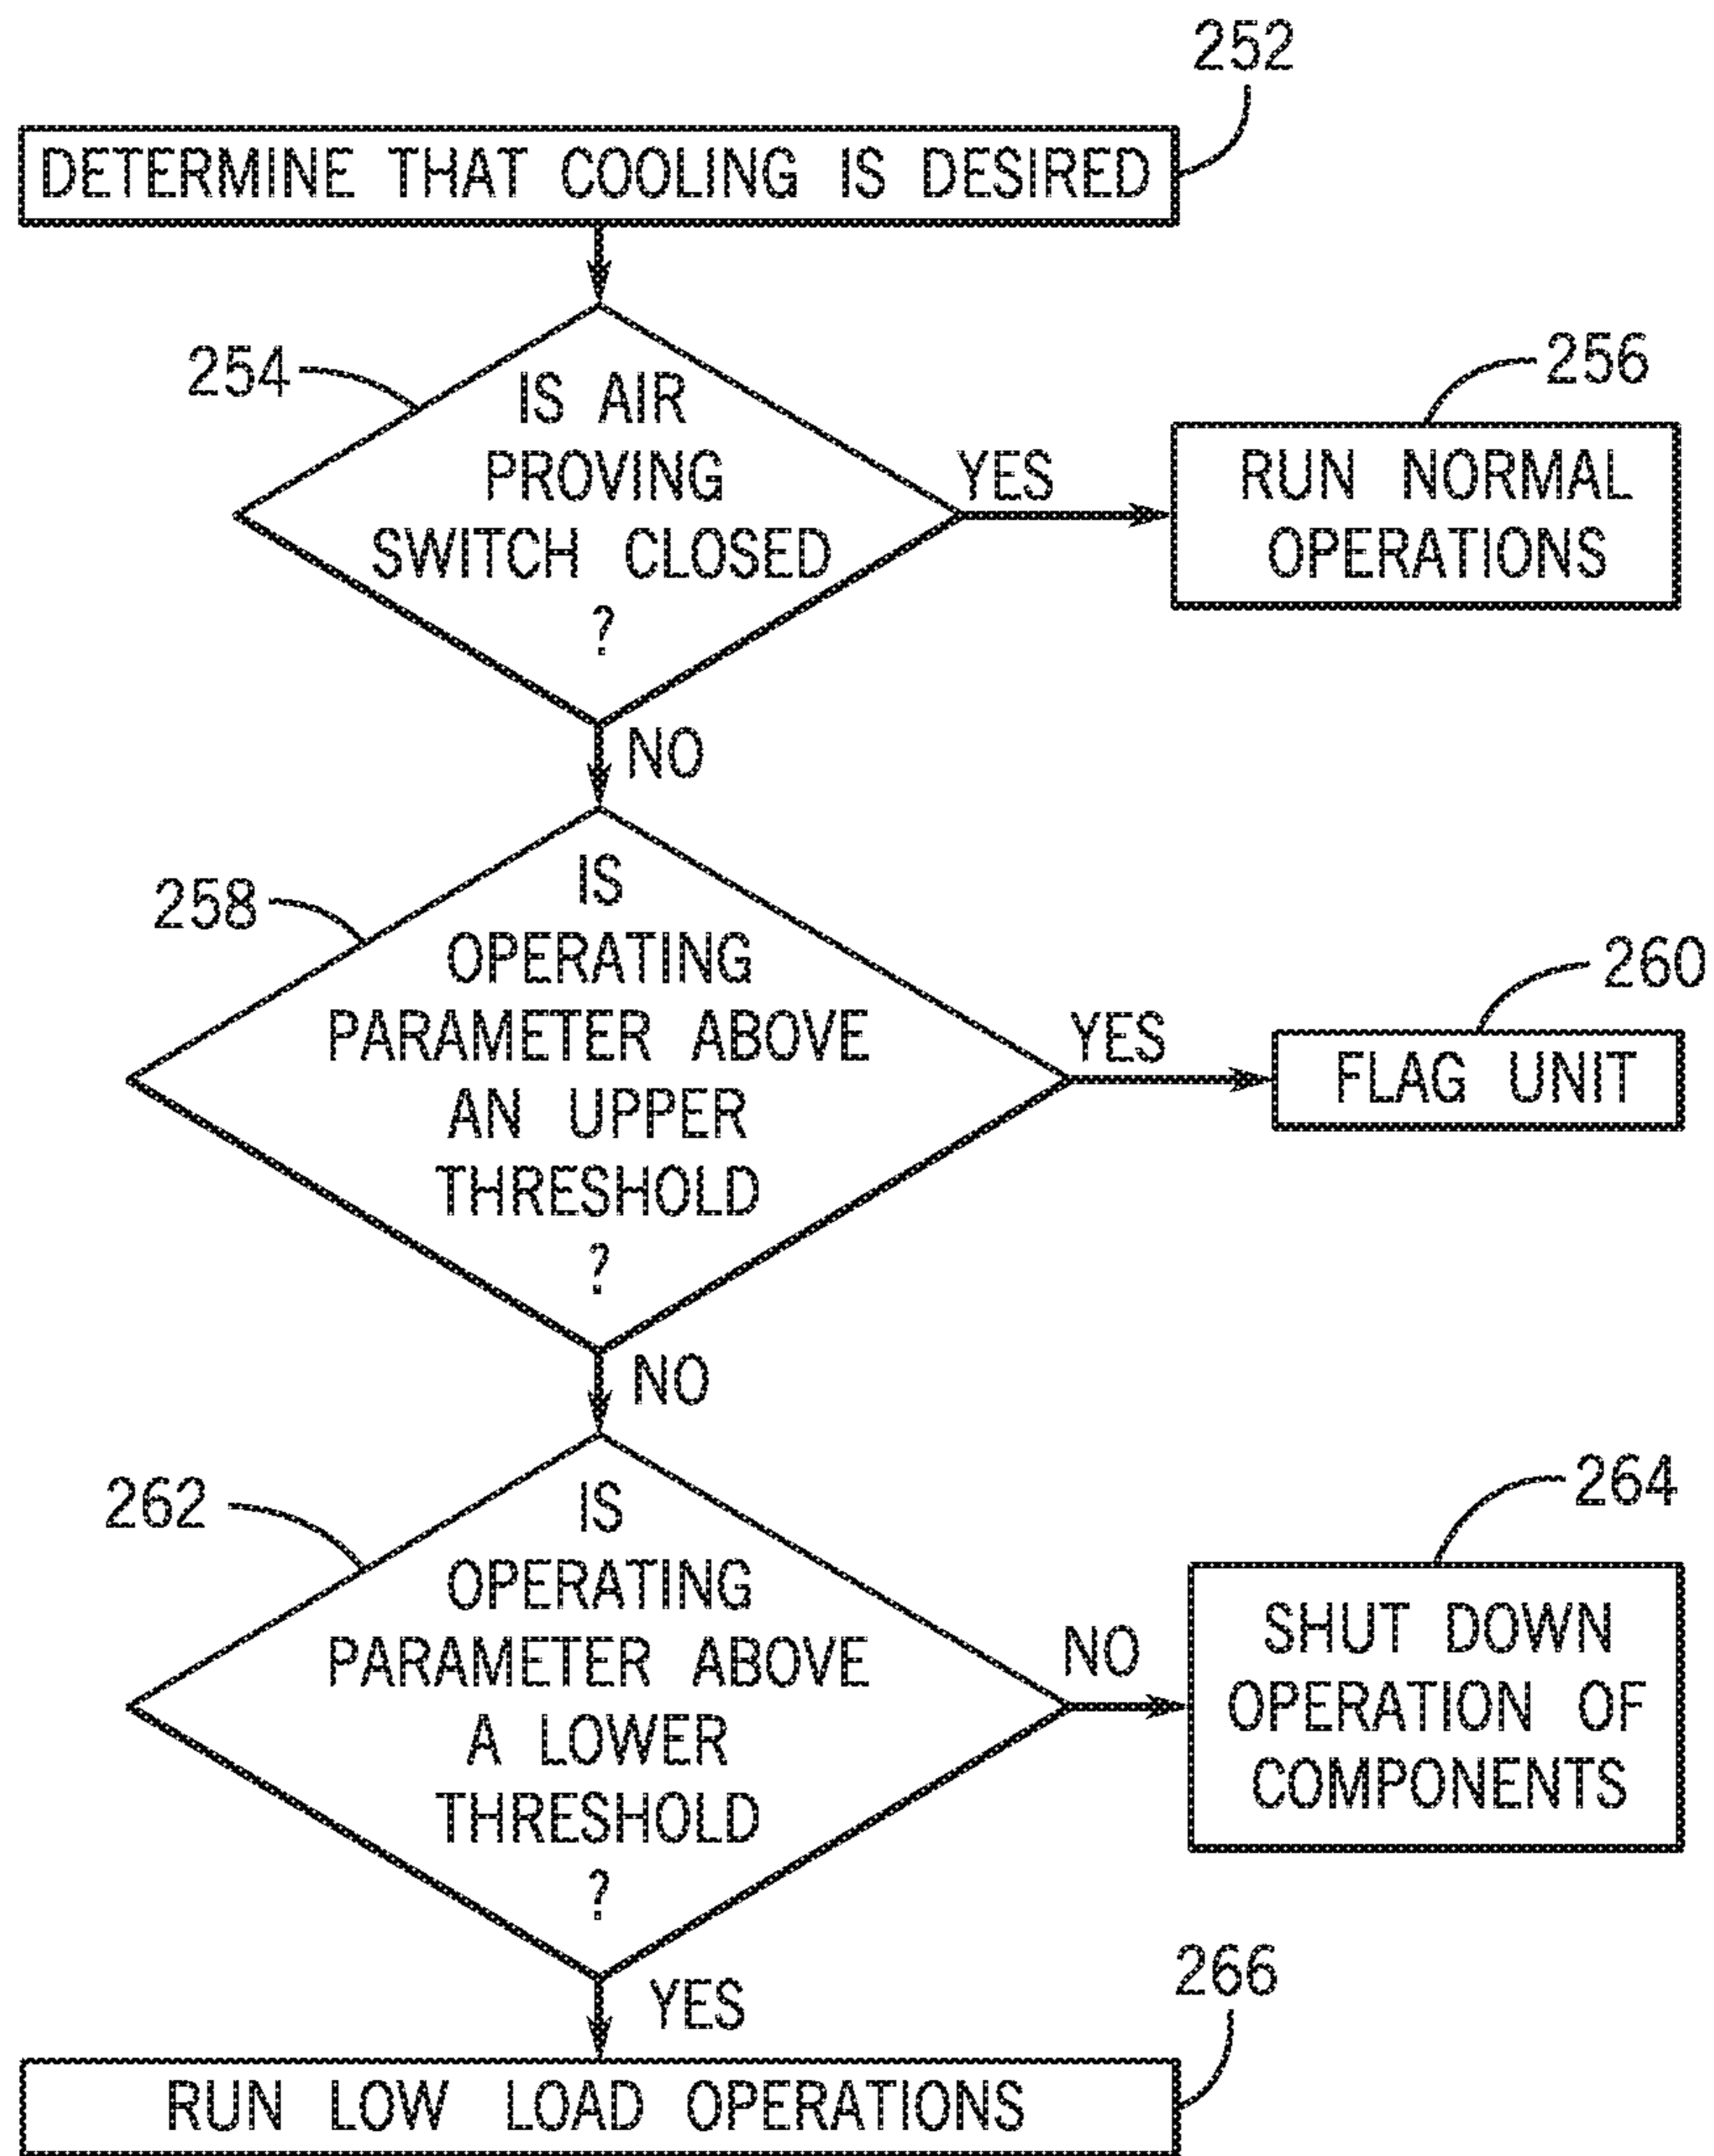 252
DETERMINE THAT COOLING IS DESIRED
254
IS AIR
PROVING
SWITCH CLOSED
?
YES
256
RUN NORMAL
OPERATIONS
NO
258
IS
OPERATING
PARAMETER ABOVE
AN UPPER
THRESHOLD
?
YES
260
FLAG UNIT
NO
262
IS
OPERATING
PARAMETER ABOVE
A LOWER
THRESHOLD
?
NO
264
SHUT DOWN
OPERATION OF
COMPONENTS
YES
266
RUN LOW LOAD OPERATIONS